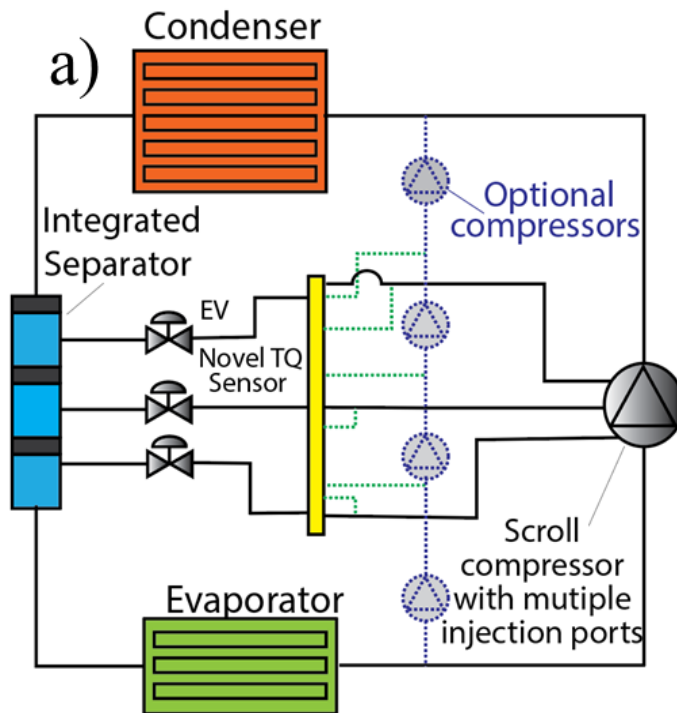 Condenser
a)
Optional
compressors
Integrated
Separator
EV
Novel TQ
Sensor
Scroll
compressor
with mutiple
injection ports
Evaporator